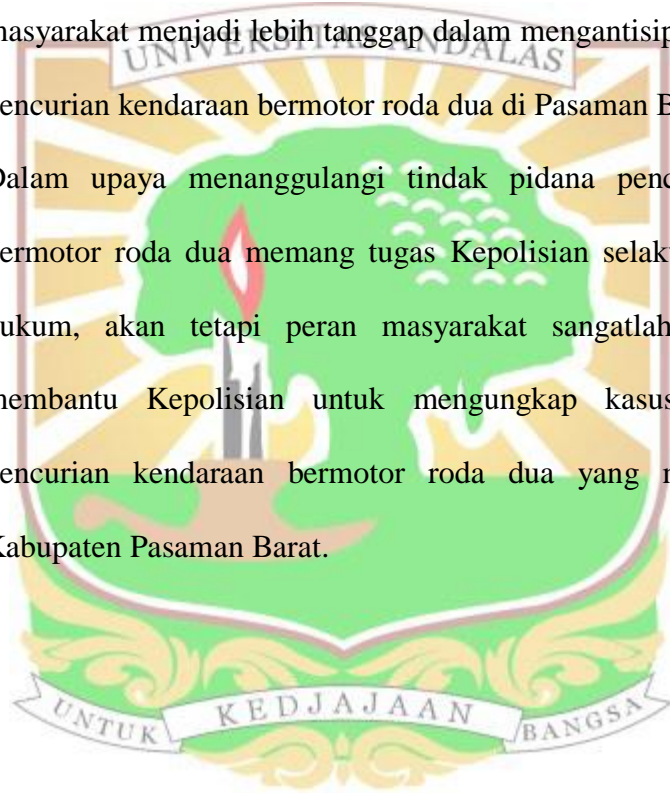 masyarakat menjadi lebih tanggap dalam mengantisip
UNIVERSITAS ANDALAS
encurian kendaraan bermotor roda dua di Pasaman B
Dalam upaya menanggulangi tindak pidana penc
ermotor roda dua memang tugas Kepolisian selak
ukum, akan tetapi peran masyarakat sangatlah
membantu Kepolisian untuk mengungkap kasus
encurian kendaraan bermotor roda dua yang
Kabupaten Pasaman Barat.
UNTUK KEDJAJAAN BANGSA